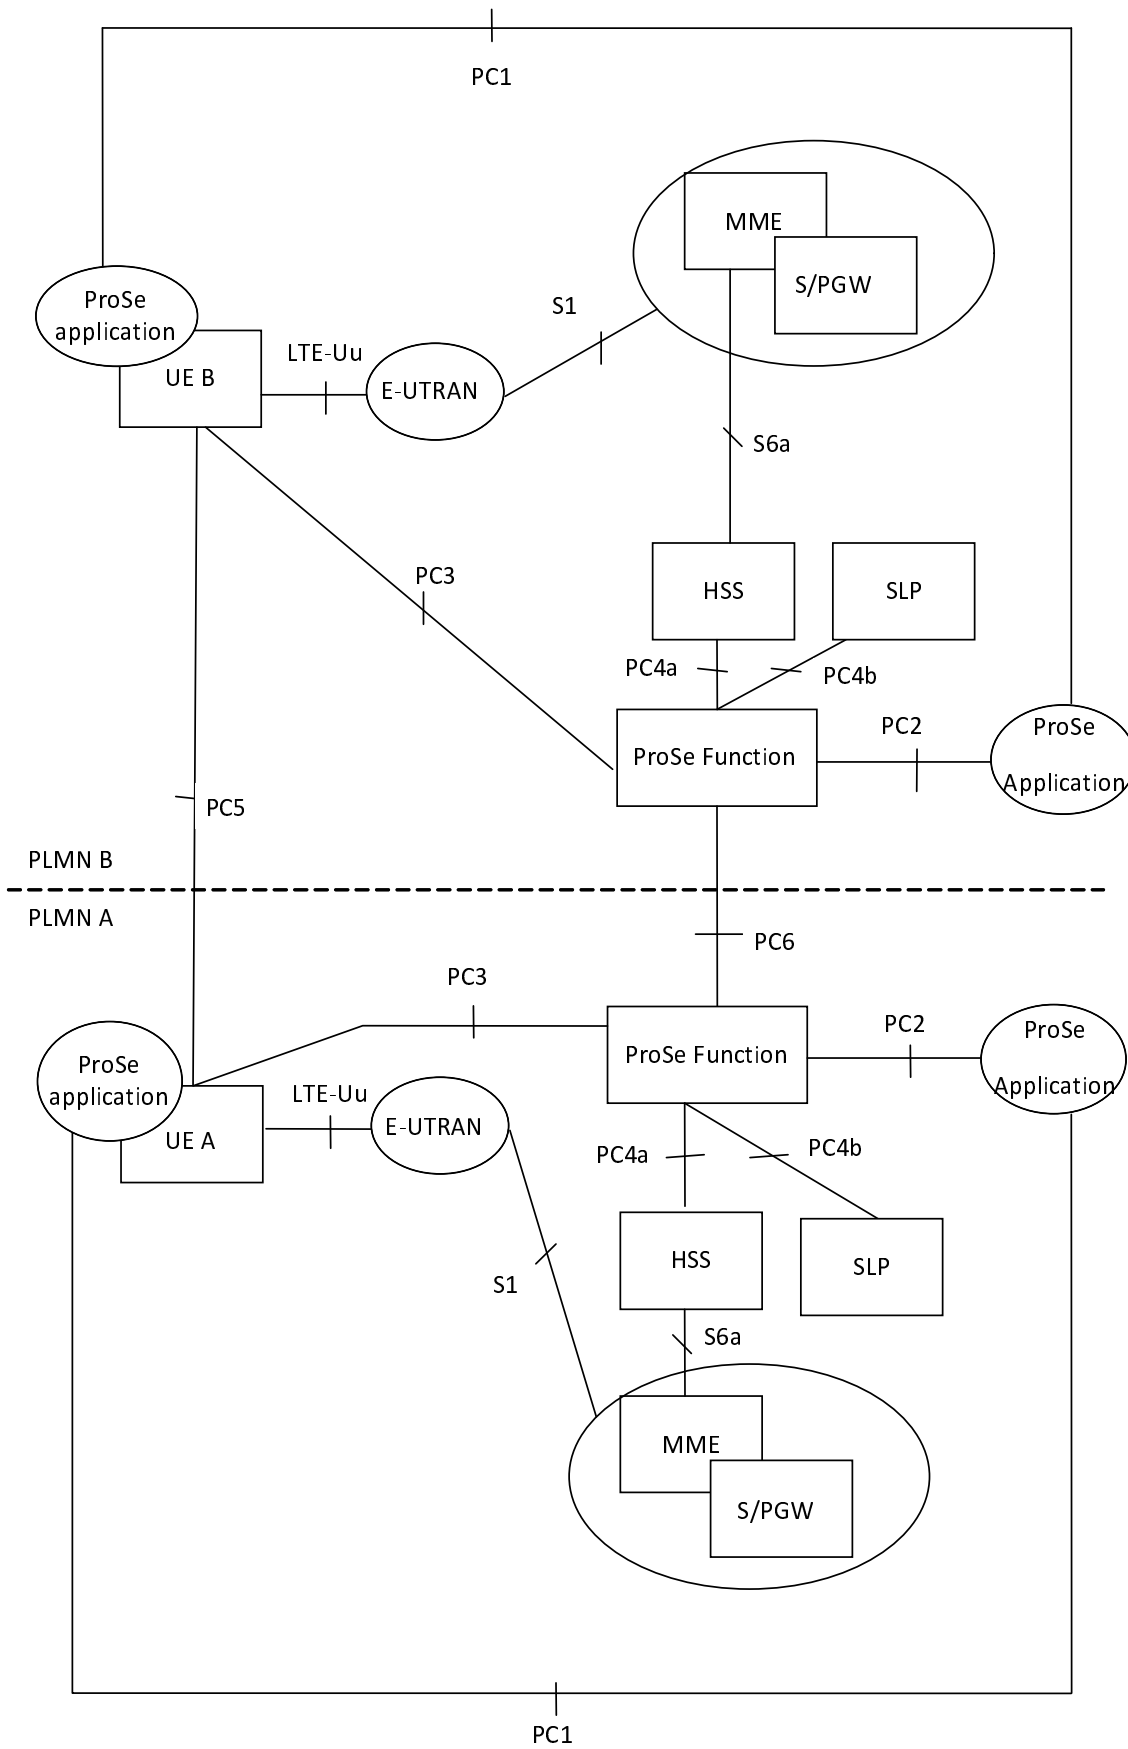 PC1
MME
S/PGW
ProSe
application
S1
LTE-Uu
UE B
E-UTRAN
S6a
PC3
HSS
SLP
PC4a
PC4b
ProSe
PC2
ProSe Function
Application
PC5
PLMN B
PLMN A
PC6
PC3
ProSe
PC2
ProSe Function
ProSe
application
Application
LTE-Uu
E-UTRAN
UE A
PC4a
PC4b
HSS
SLP
S1
S6a
MME
S/PGW
PC1